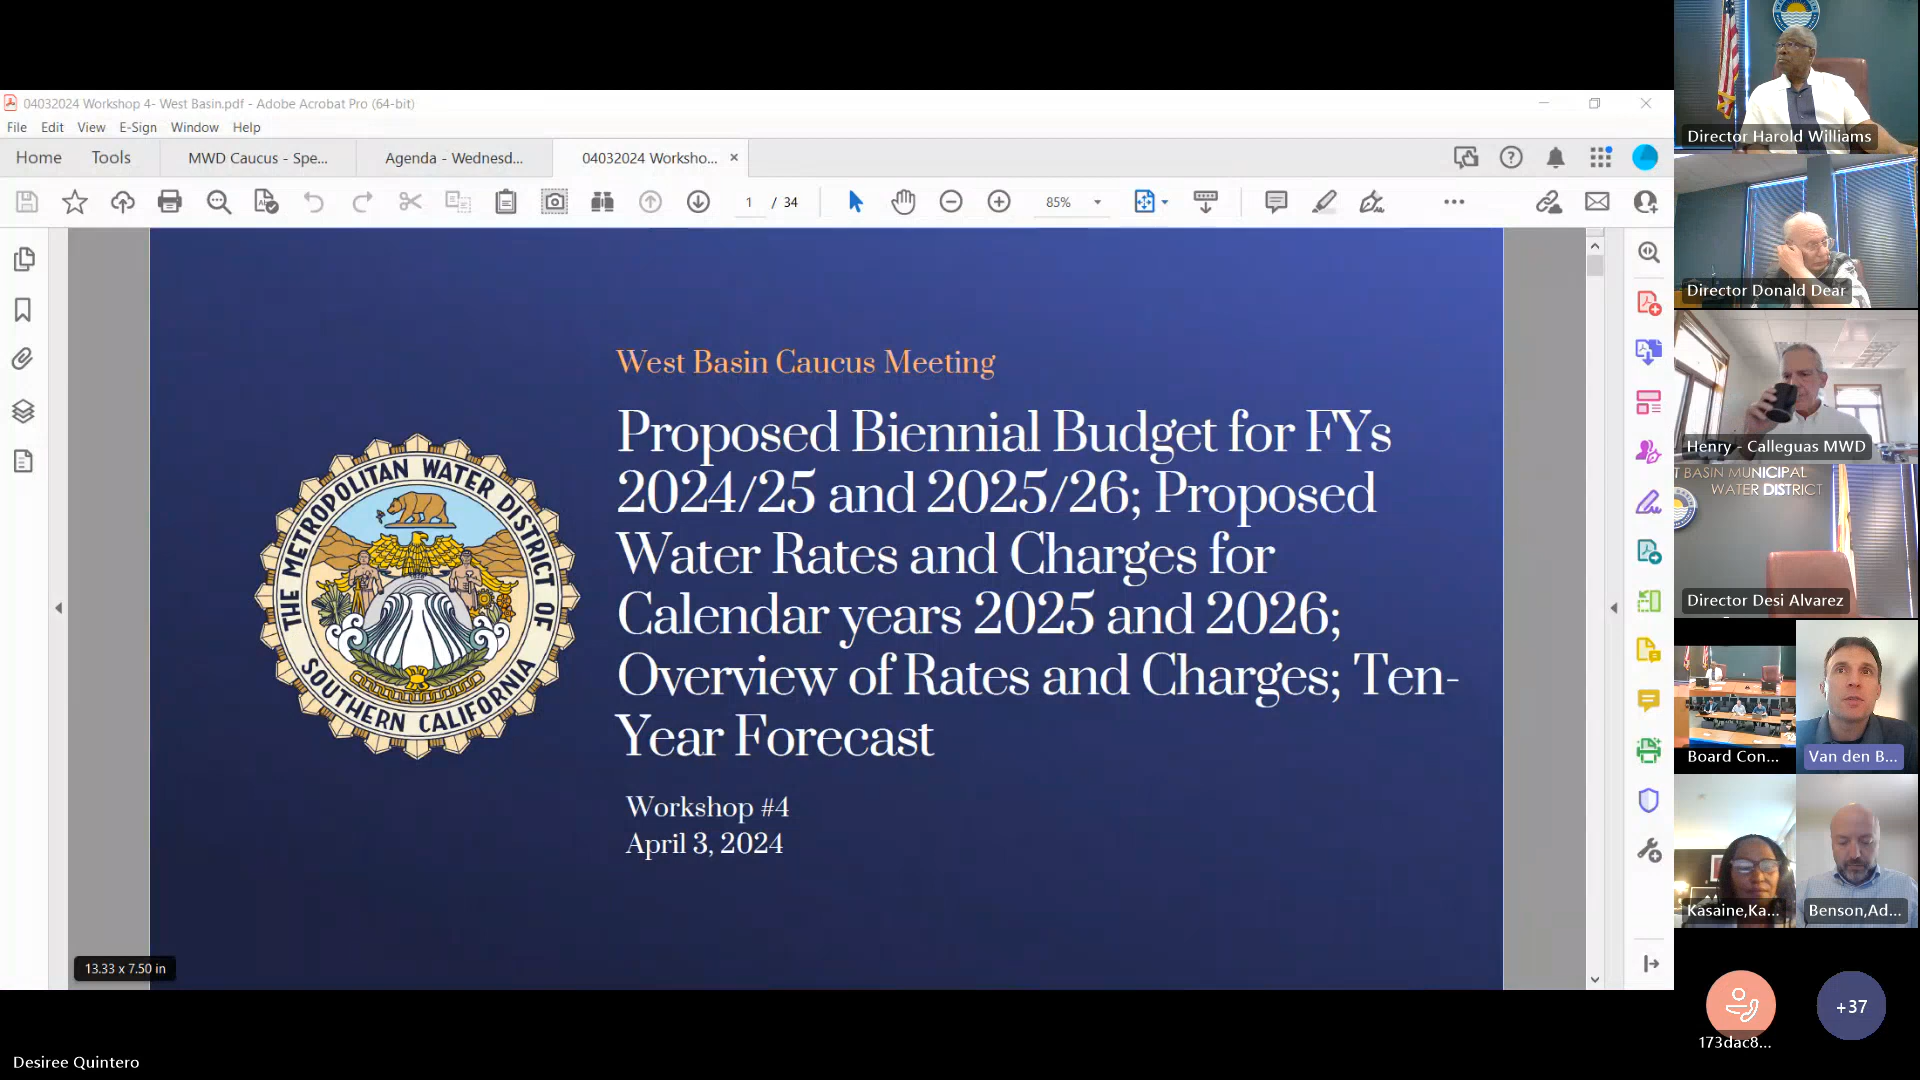 04032024 Workshop 4- West Basin.pdf - Adobe Acrobat Pro (64-bit)
File Edit View E-Sign Window Help
Home Tools MWD Caucus - Spe... Agenda - Wednesd... 04032024 Worksho...
1 / 34 85%
West Basin Caucus Meeting
Proposed Biennial Budget for FYs
2024/25 and 2025/26; Proposed
Water Rates and Charges for
Calendar years 2025 and 2026;
Overview of Rates and Charges; Ten-
Year Forecast
Workshop #4
April 3, 2024
THE METROPOLITAN WATER DISTRICT OF
SOUTHERN CALIFORNIA
13.33 x 7.50 in
Desiree Quintero
Director Harold Williams
Director Donald Dear
Henry - Calleguas MWD
T BASIN MUNICIPAL
WATER DISTRICT
Director Desi Alvarez
Board Con...
Van den B...
Kasaine,Ka...
Benson,Ad...
173dac8...
+37